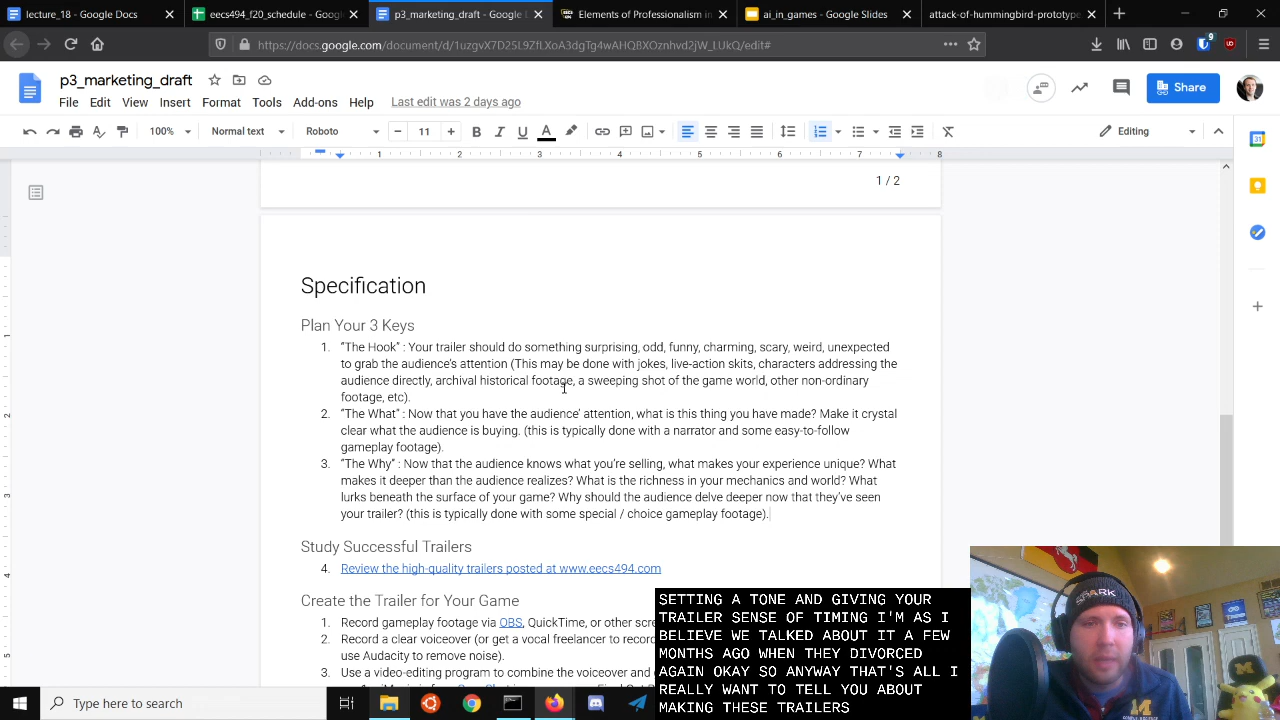 lecture_18 - Google Docs
eecs494_f20_schedule - Google
p3_marketing_draft - Google Do
Elements of Professionalism in
ai_in_games - Google Slides
attack-of-hummingbird-prototype
https://docs.google.com/document/d/1uzgvX7D25L9ZfLXoA3dgTg4wAHQBXOznhvd2jW_LUkQ/edit#
p3_marketing_draft
File Edit View Insert Format Tools Add-ons Help Last edit was 2 days ago
Share
100% Normal text Roboto 11 Editing
1 2 3 4 5 6 7 8
1 / 2
Specification
Plan Your 3 Keys
1. “The Hook” : Your trailer should do something surprising, odd, funny, charming, scary, weird, unexpected
to grab the audience’s attention (This may be done with jokes, live-action skits, characters addressing the
audience directly, archival historical footage, a sweeping shot of the game world, other non-ordinary
footage, etc).
2. “The What” : Now that you have the audience’ attention, what is this thing you have made? Make it crystal
clear what the audience is buying. (this is typically done with a narrator and some easy-to-follow
gameplay footage).
3. “The Why” : Now that the audience knows what you’re selling, what makes your experience unique? What
makes it deeper than the audience realizes? What is the richness in your mechanics and world? What
lurks beneath the surface of your game? Why should the audience delve deeper now that they’ve seen
your trailer? (this is typically done with some special / choice gameplay footage).
Study Successful Trailers
4. Review the high-quality trailers posted at www.eecs494.com
Create the Trailer for Your Game
1. Record gameplay footage via OBS, QuickTime, or other scr
2. Record a clear voiceover (or get a vocal freelancer to recor
use Audacity to remove noise).
3. Use a video-editing program to combine the voiceover and
SETTING A TONE AND GIVING YOUR
TRAILER SENSE OF TIMING I'M AS I
BELIEVE WE TALKED ABOUT IT A FEW
MONTHS AGO WHEN THEY DIVORCED
AGAIN OKAY SO ANYWAY THAT'S ALL I
REALLY WANT TO TELL YOU ABOUT
MAKING THESE TRAILERS
Type here to search